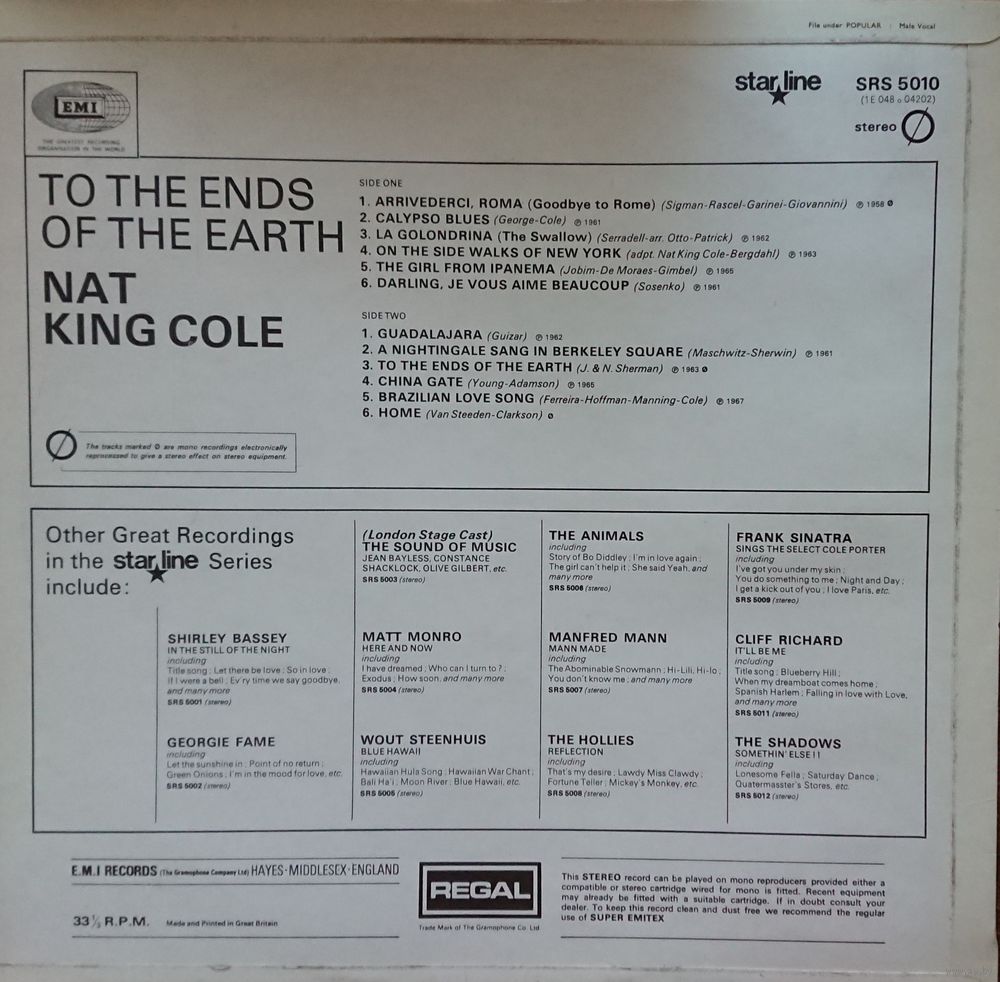 File under POPULAR : Male Vocal
EMI
THE GREATEST RECORDING
ORGANISATION IN THE WORLD
starline
SRS 5010
(1E 048 o 04202)
stereo
TO THE ENDS
OF THE EARTH
NAT
KING COLE
SIDE ONE
1. ARRIVEDERCI, ROMA (Goodbye to Rome) (Sigman-Rascel-Garinei-Giovannini) ℗ 1958 Ø
2. CALYPSO BLUES (George-Cole) ℗ 1961
3. LA GOLONDRINA (The Swallow) (Serradell-arr. Otto-Patrick) ℗ 1962
4. ON THE SIDE WALKS OF NEW YORK (adpt. Nat King Cole-Bergdahl) ℗ 1963
5. THE GIRL FROM IPANEMA (Jobim-De Moraes-Gimbel) ℗ 1965
6. DARLING, JE VOUS AIME BEAUCOUP (Sosenko) ℗ 1961
SIDE TWO
1. GUADALAJARA (Guizar) ℗ 1962
2. A NIGHTINGALE SANG IN BERKELEY SQUARE (Maschwitz-Sherwin) ℗ 1961
3. TO THE ENDS OF THE EARTH (J. & N. Sherman) ℗ 1963 Ø
4. CHINA GATE (Young-Adamson) ℗ 1965
5. BRAZILIAN LOVE SONG (Ferreira-Hoffman-Manning-Cole) ℗ 1967
6. HOME (Van Steeden-Clarkson) Ø
The tracks marked Ø are mono recordings electronically
reprocessed to give a stereo effect on stereo equipment.
Other Great Recordings
in the starline Series
include:
SHIRLEY BASSEY
IN THE STILL OF THE NIGHT
including
Title song ; Let there be love ; So in love ;
If I were a bell ; Ev'ry time we say goodbye,
and many more
SRS 5001 (stereo)
GEORGIE FAME
including
Let the sunshine in ; Point of no return ;
Green Onions ; I'm in the mood for love, etc.
SRS 5002 (stereo)
(London Stage Cast)
THE SOUND OF MUSIC
JEAN BAYLESS, CONSTANCE
SHACKLOCK, OLIVE GILBERT, etc.
SRS 5003 (stereo)
MATT MONRO
HERE AND NOW
including
I have dreamed ; Who can I turn to ? ;
Exodus ; How soon, and many more
SRS 5004 (stereo)
WOUT STEENHUIS
BLUE HAWAII
including
Hawaiian Hula Song ; Hawaiian War Chant ;
Bali Ha'i ; Moon River ; Blue Hawaii, etc.
SRS 5005 (stereo)
THE ANIMALS
including
Story of Bo Diddley ; I'm in love again ;
The girl can't help it ; She said Yeah, and
many more
SRS 5006 (stereo)
MANFRED MANN
MANN MADE
including
The Abominable Snowmann ; Hi-Lili, Hi-lo ;
You don't know me ; and many more
SRS 5007 (stereo)
THE HOLLIES
REFLECTION
including
That's my desire ; Lawdy Miss Clawdy ;
Fortune Teller ; Mickey's Monkey, etc.
SRS 5008 (stereo)
FRANK SINATRA
SINGS THE SELECT COLE PORTER
including
I've got you under my skin ;
You do something to me ; Night and Day ;
I get a kick out of you ; I love Paris, etc.
SRS 5009 (stereo)
CLIFF RICHARD
IT'LL BE ME
including
Title song ; Blueberry Hill ;
When my dreamboat comes home ;
Spanish Harlem ; Falling in love with Love,
and many more
SRS 5011 (stereo)
THE SHADOWS
SOMETHIN' ELSE ! !
including
Lonesome Fella ; Saturday Dance ;
Quatermasster's Stores, etc.
SRS 5012 (stereo)
E.M.I RECORDS (The Gramophone Company Ltd) HAYES · MIDDLESEX · ENGLAND
33⅓ R.P.M. Made and Printed in Great Britain
REGAL
Trade Mark of The Gramophone Co. Ltd
This STEREO record can be played on mono reproducers provided either a
compatible or stereo cartridge wired for mono is fitted. Recent equipment
may already be fitted with a suitable cartridge. If in doubt consult your
dealer. To keep this record clean and dust free we recommend the regular
use of SUPER EMITEX